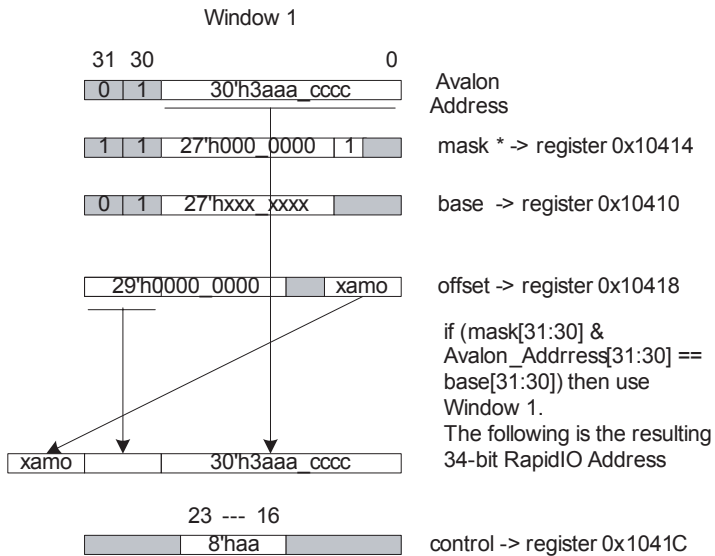 Window 1
31 30 0
0 1 30'h3aaa_cccc
Avalon
Address
1 1 27'h000_0000 1
mask * -> register 0x10414
0 1 27'hxxx_xxxx
base -> register 0x10410
29'h0000_0000 xamo
offset -> register 0x10418
if (mask[31:30] &
Avalon_Addrress[31:30] ==
base[31:30]) then use
Window 1.
The following is the resulting
34-bit RapidIO Address
xamo 30'h3aaa_cccc
23 --- 16
8'haa
control -> register 0x1041C